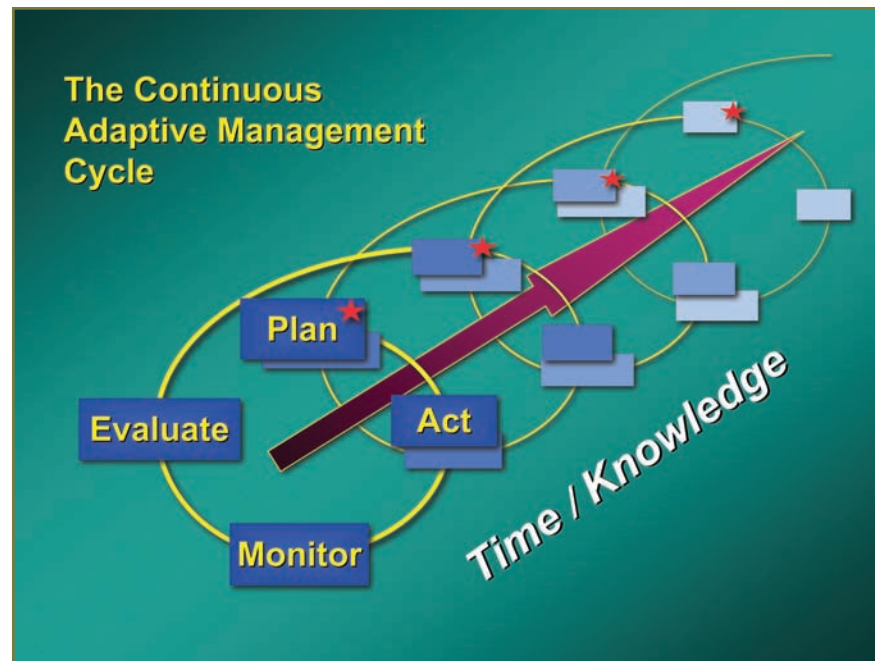 The Continuous
Adaptive Management
Cycle
Plan
Evaluate
Act
Monitor
Time / Knowledge